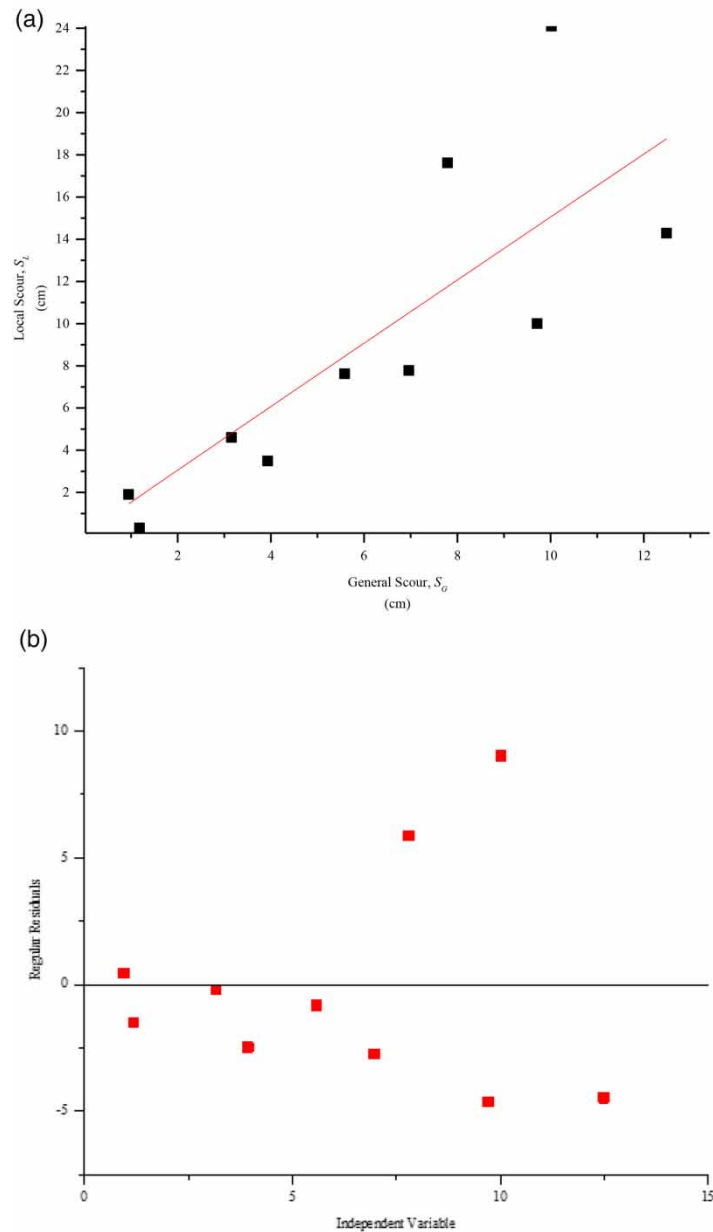 (a)
24
22
20
18
16
14
12
10
8
6
4
2
Local Scour, S_L
(cm)
2 4 6 8 10 12
General Scour, S_G
(cm)
(b)
10
5
0
-5
Regular Residuals
0 5 10 15
Independent Variable